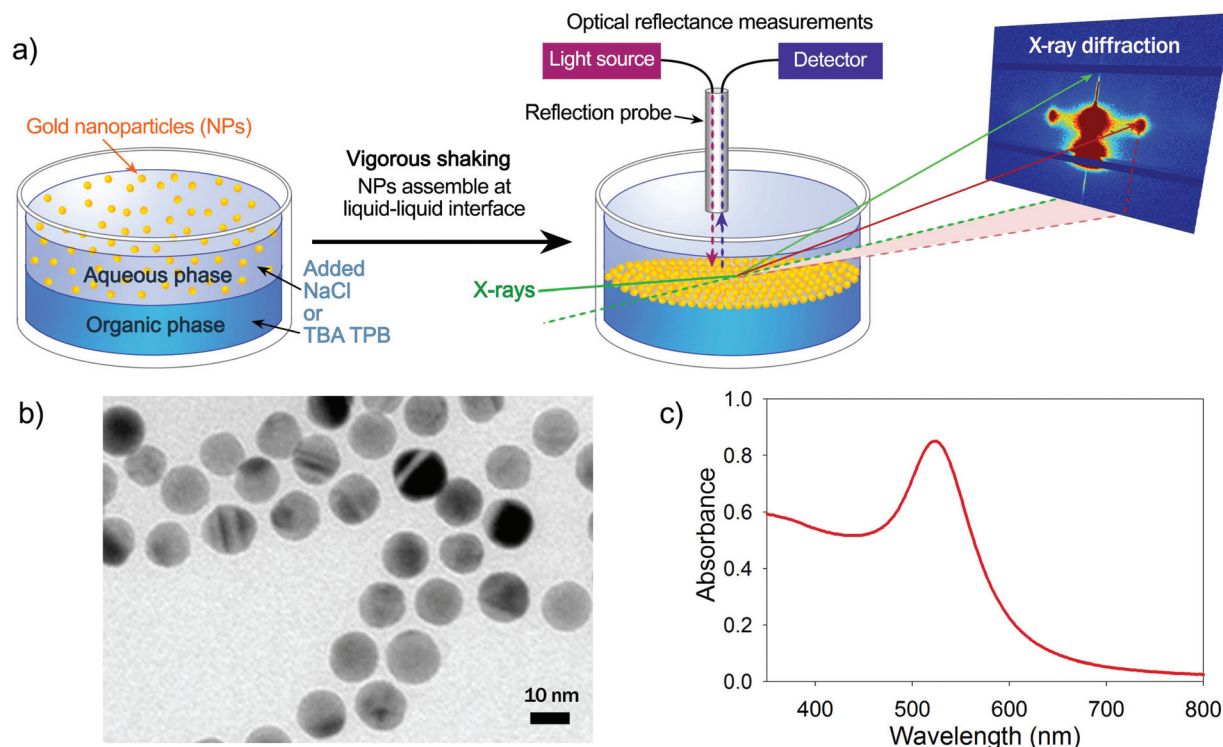 a)
Optical reflectance measurements
Light source
Detector
Reflection probe
X-ray diffraction
Gold nanoparticles (NPs)
Vigorous shaking
NPs assemble at
liquid-liquid interface
Aqueous phase
Organic phase
Added
NaCl
or
TBA TPB
X-rays
b)
10 nm
c)
1.0
0.8
0.6
0.4
0.2
0.0
Absorbance
400
500
600
700
800
Wavelength (nm)